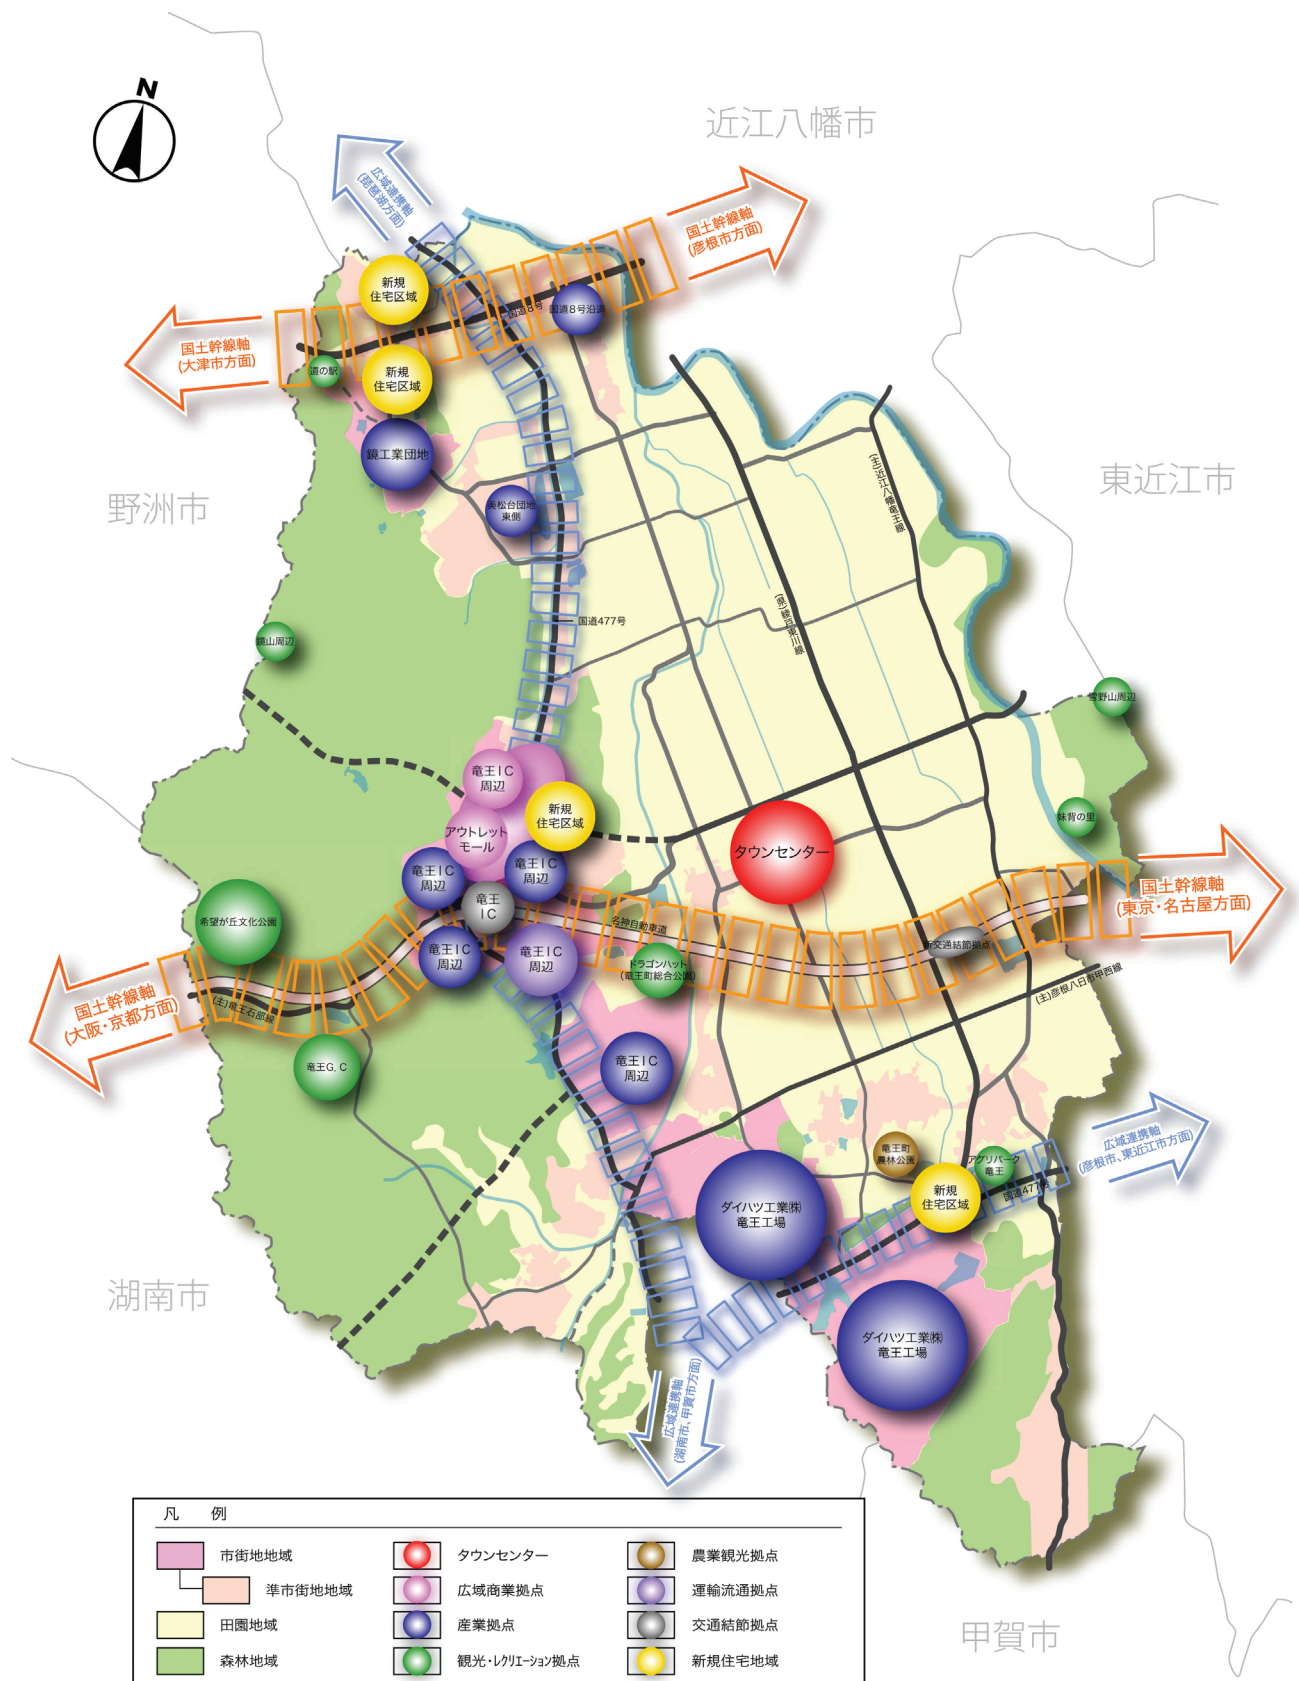 N
近江八幡市
広域連携軸
(琵琶湖方面)
国土幹線軸
(彦根市方面)
新規
住宅区域
国道8号
国道8号沿道
国土幹線軸
(大津市方面)
道の駅
新規
住宅区域
鏡工業団地
(主)近江八幡竜王線
東近江市
野洲市
美松台団地
東側
(県)綾戸東川線
国道477号
鏡山周辺
雪野山周辺
竜王IC
周辺
新規
住宅区域
妹背の里
アウトレット
モール
タウンセンター
竜王IC
周辺
竜王IC
周辺
国土幹線軸
(東京・名古屋方面)
竜王
IC
希望が丘文化公園
名神自動車道
新交通結節拠点
竜王IC
周辺
竜王IC
周辺
ドラゴンハット
(竜王町総合公園)
(主)彦根八日市甲西線
国土幹線軸
(大阪・京都方面)
(主)竜王石部線
竜王G.C
竜王IC
周辺
広域連携軸
(彦根市、東近江市方面)
竜王町
農林公園
アグリパーク
竜王
新規
住宅区域
国道477号
ダイハツ工業㈱
竜王工場
湖南市
ダイハツ工業㈱
竜王工場
広域連携軸
(湖南市、甲賀市方面)
凡 例
市街地地域
タウンセンター
農業観光拠点
準市街地地域
広域商業拠点
運輸流通拠点
田園地域
産業拠点
交通結節拠点
森林地域
観光・レクリエーション拠点
新規住宅地域
甲賀市